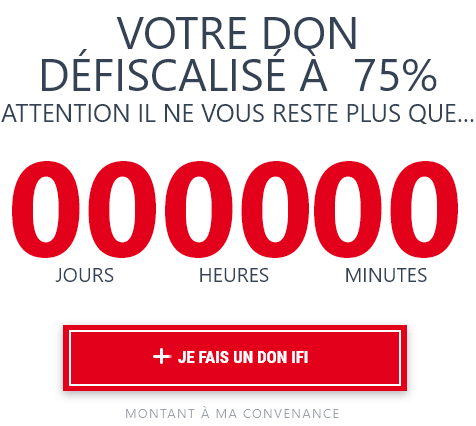 VOTRE DON
DÉFISCALISÉ À 75%
ATTENTION IL NE VOUS RESTE PLUS QUE...
00 00 00
JOURS HEURES MINUTES
+ JE FAIS UN DON IFI
MONTANT À MA CONVENANCE